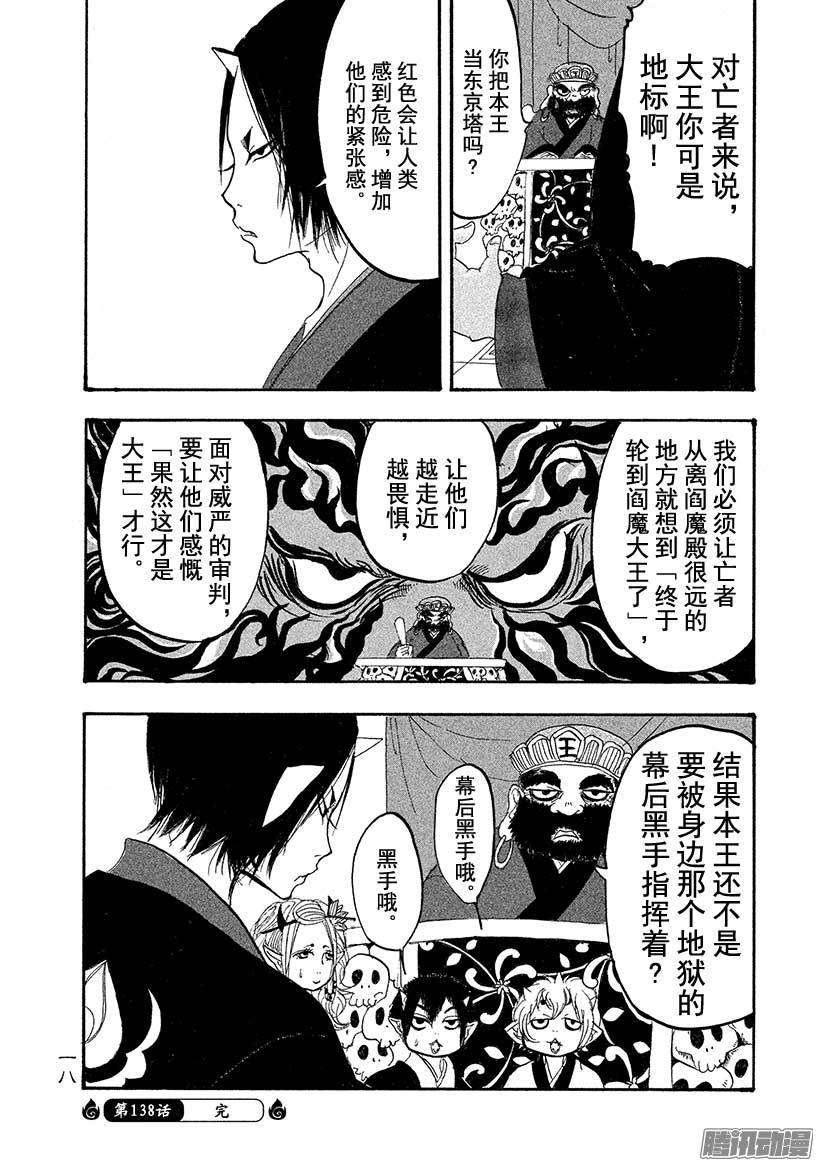 对亡者来说，
大王你可是
地标啊！
你把本王
当东京塔吗？
红色会让人类
感到危险，增加
他们的紧张感。
我们必须让亡者
从离阎魔殿很远的
地方就想到「终于
轮到阎魔大王了」，
让他们
越走近
越畏惧，
面对威严的审判，
要让他们感慨
「果然这才是
大王」才行。
结果本王还不是
要被身边那个地狱的
幕后黑手指挥着？
王
幕后黑手哦。
黑手哦。
一八
第138话 完
腾讯动漫